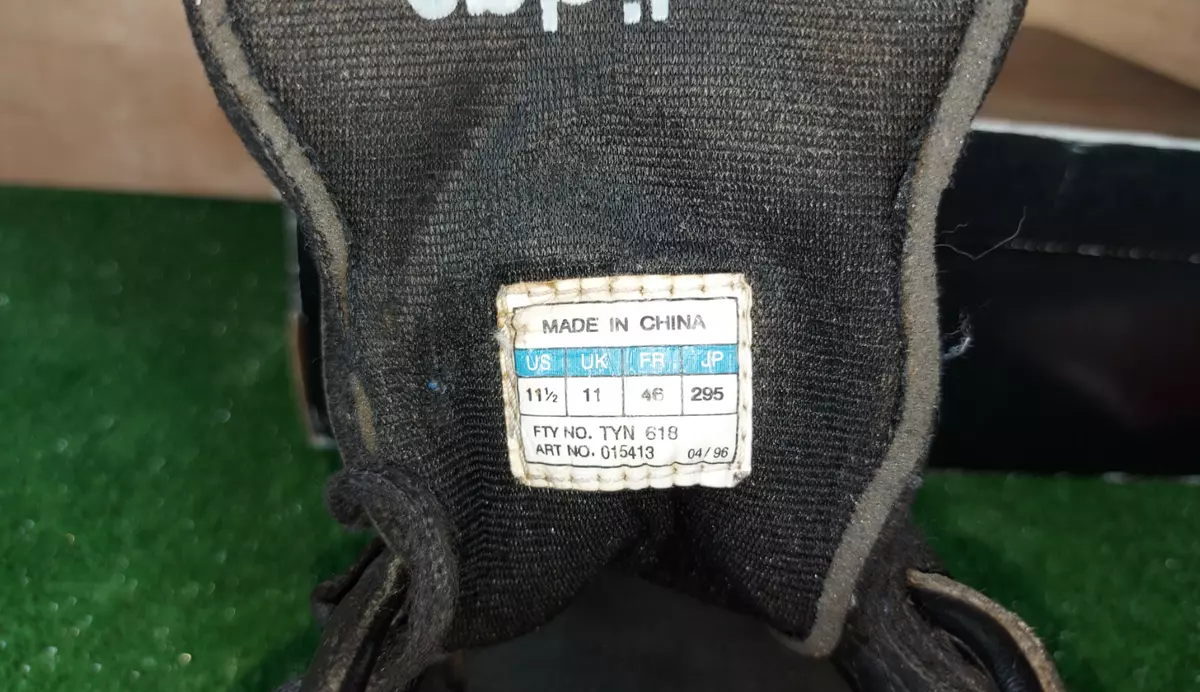 MADE IN CHINA
US UK FR JP
11½ 11 46 295
FTY NO. TYN 618
ART NO. 015413 04/96